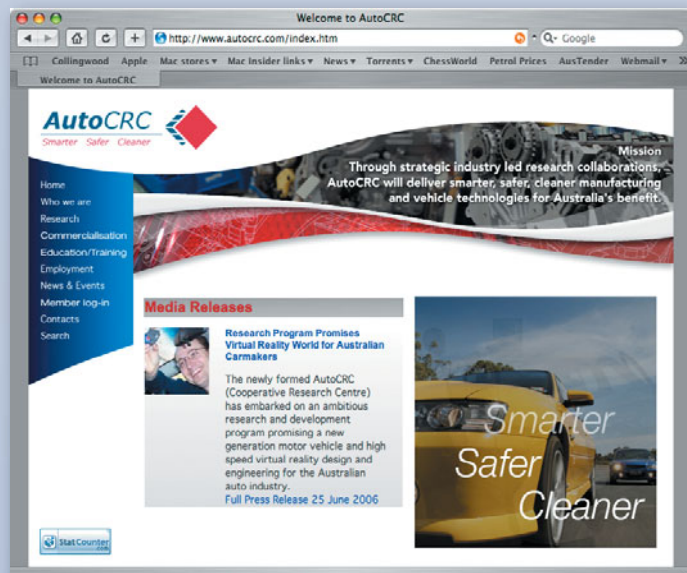 Welcome to AutoCRC
http://www.autocrc.com/index.htm
Google
Collingwood Apple Mac stores Mac Insider links News Torrents ChessWorld Petrol Prices AusTender Webmail
Welcome to AutoCRC
AutoCRC
Smarter Safer Cleaner
Mission
Through strategic industry led research collaborations,
AutoCRC will deliver smarter, safer, cleaner manufacturing
and vehicle technologies for Australia's benefit.
Home
Who we are
Research
Commercialisation
Education/Training
Employment
News & Events
Member log-in
Contacts
Search
Media Releases
Research Program Promises
Virtual Reality World for Australian
Carmakers
The newly formed AutoCRC
(Cooperative Research Centre)
has embarked on an ambitious
research and development
program promising a new
generation motor vehicle and high
speed virtual reality design and
engineering for the Australian
auto industry.
Full Press Release 25 June 2006
Smarter
Safer
Cleaner
StatCounter